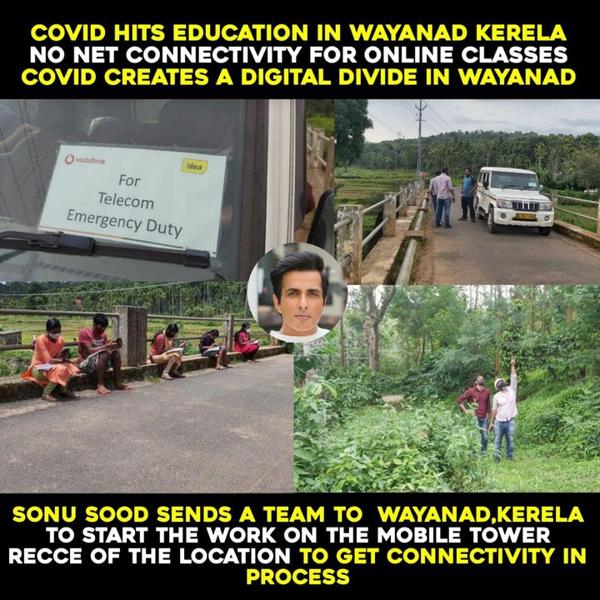 COVID HITS EDUCATION IN WAYANAD KERELA
NO NET CONNECTIVITY FOR ONLINE CLASSES
COVID CREATES A DIGITAL DIVIDE IN WAYANAD
vodafone
!dea
For
Telecom
Emergency Duty
SONU SOOD SENDS A TEAM TO WAYANAD,KERELA
TO START THE WORK ON THE MOBILE TOWER
RECCE OF THE LOCATION TO GET CONNECTIVITY IN
PROCESS